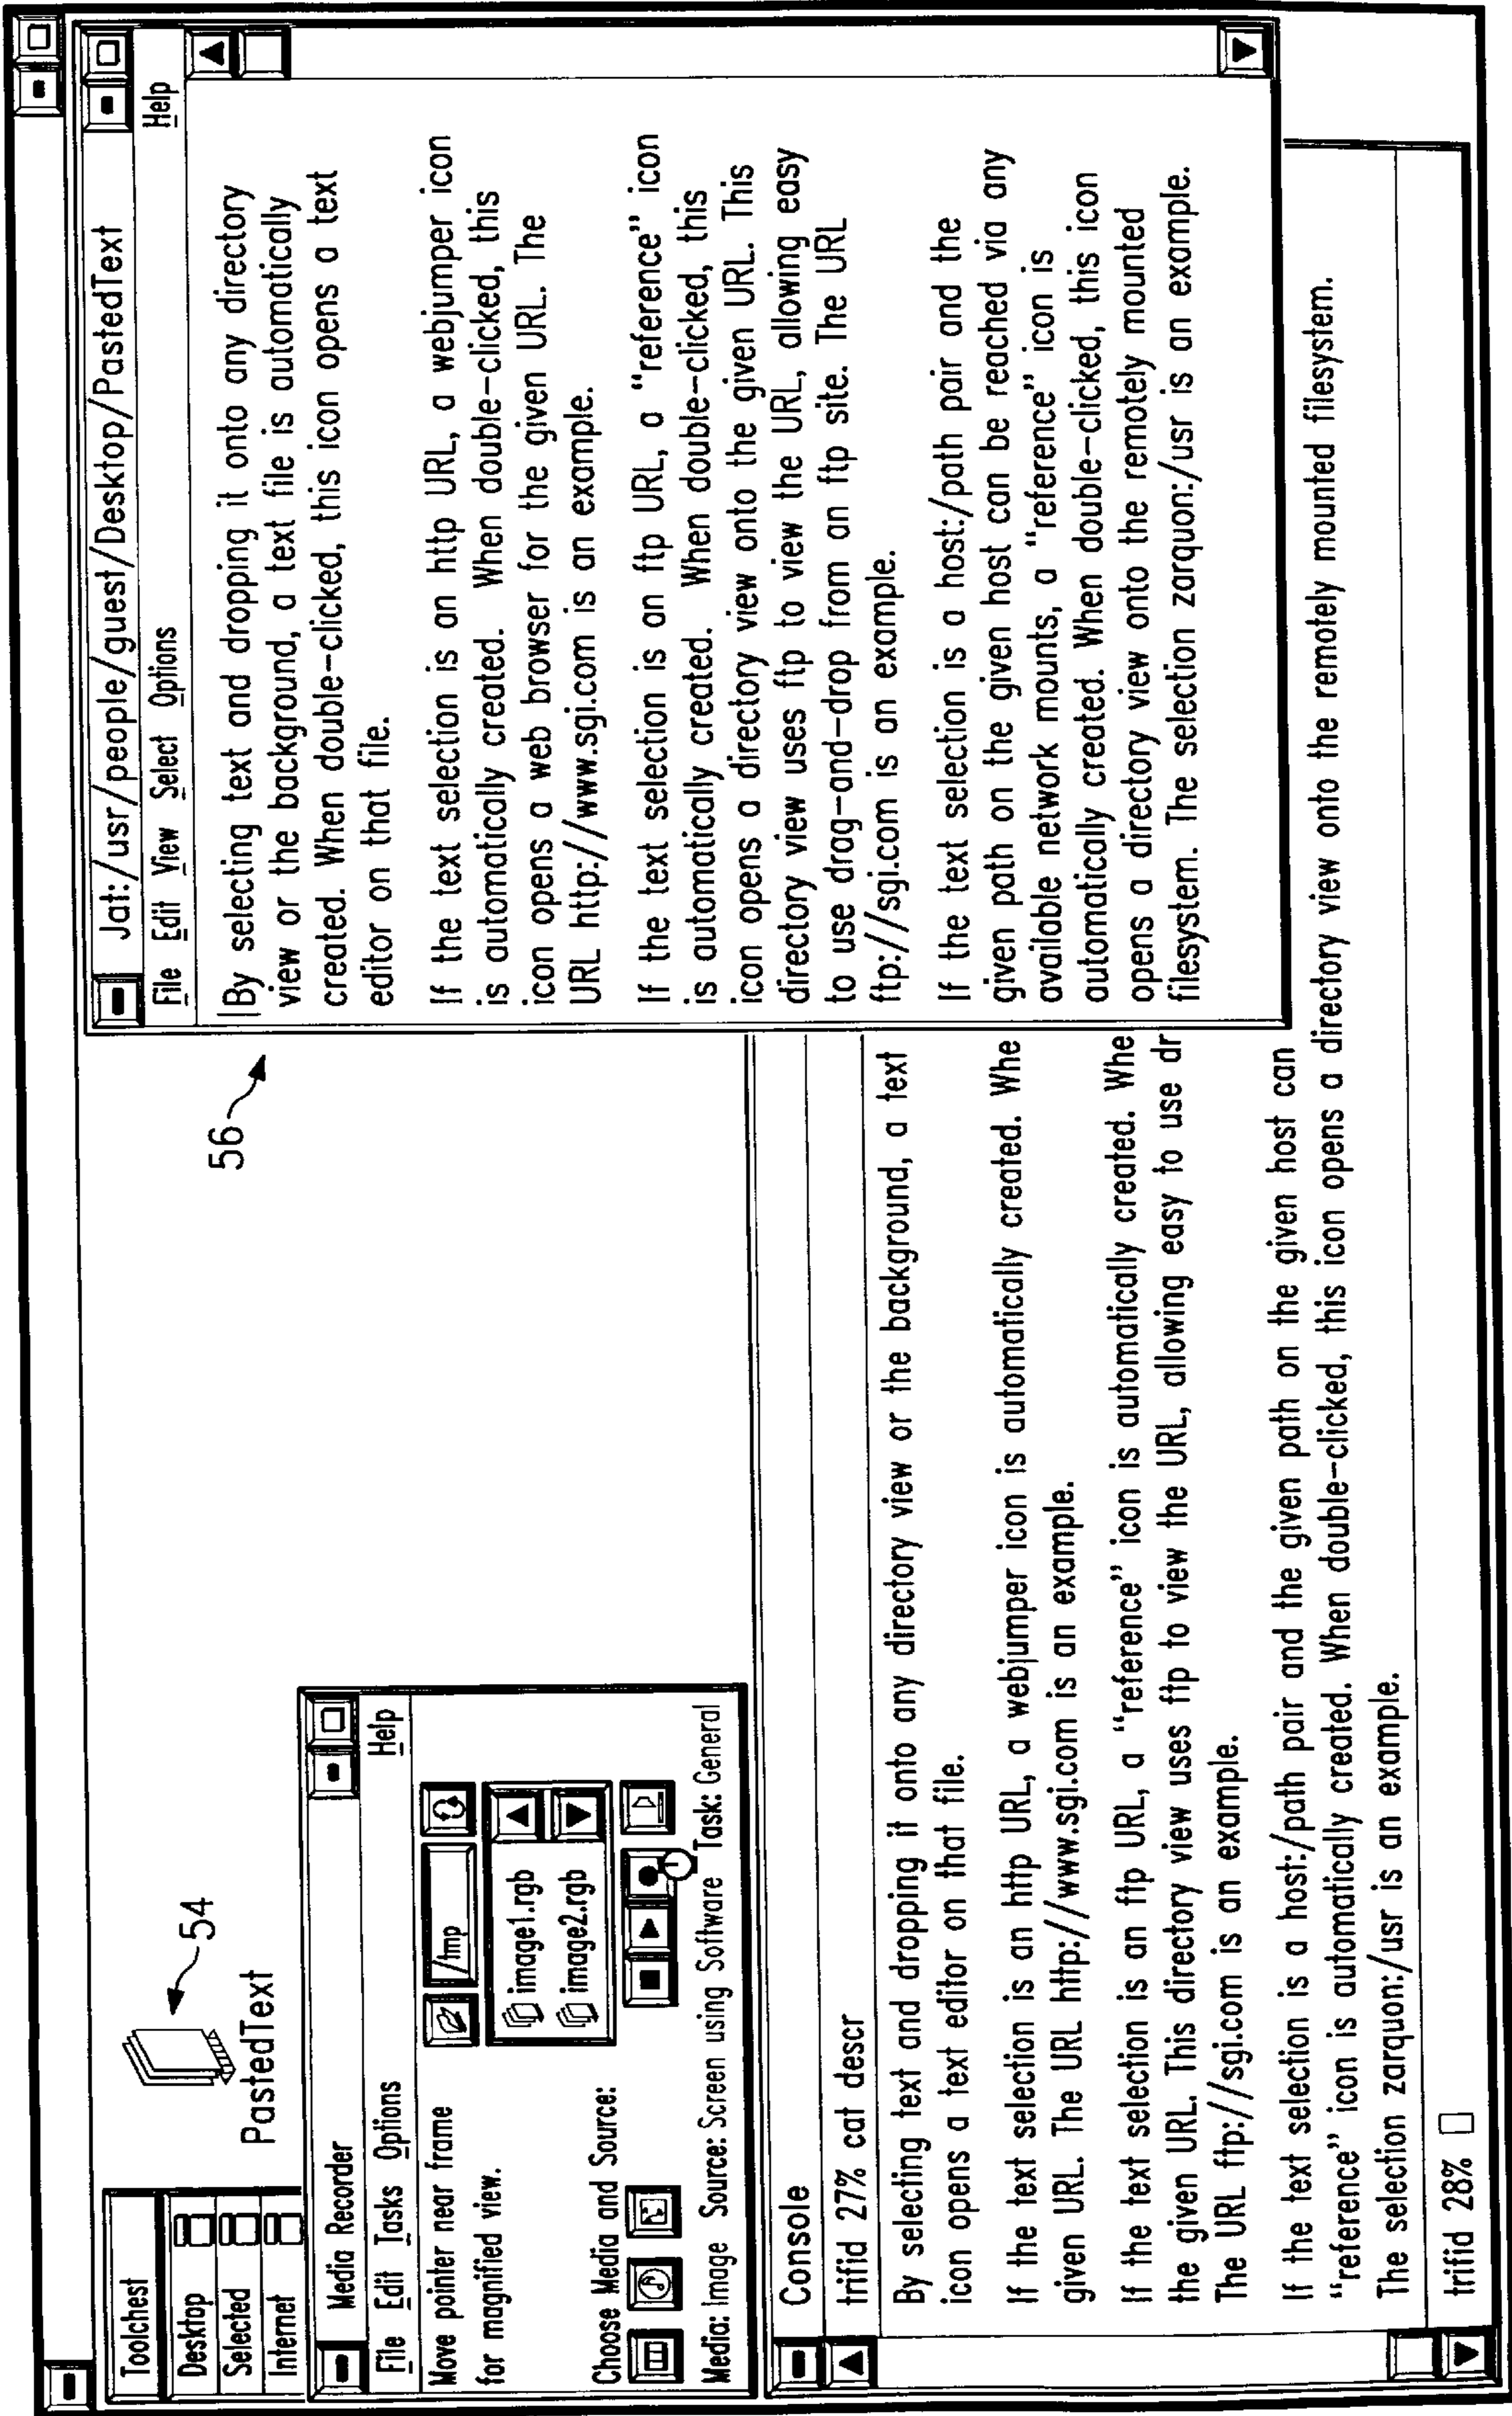 Toolchest
Desktop
Selected
Internet
PastedText
54
56
Media Recorder
File Edit Tasks Options Help
Move pointer near frame
for magnified view.
/tmp
image1.rgb
image2.rgb
Choose Media and Source:
Media: Image Source: Screen using Software Task: General
Jat:/usr/people/guest/Desktop/PastedText
File Edit View Select Options Help
By selecting text and dropping it onto any directory
view or the background, a text file is automatically
created. When double-clicked, this icon opens a text
editor on that file.
If the text selection is an http URL, a webjumper icon
is automatically created. When double-clicked, this
icon opens a web browser for the given URL. The
URL http://www.sgi.com is an example.
If the text selection is an ftp URL, a "reference" icon
is automatically created. When double-clicked, this
icon opens a directory view onto the given URL. This
directory view uses ftp to view the URL, allowing easy
to use drag-and-drop from an ftp site. The URL
ftp://sgi.com is an example.
If the text selection is a host:/path pair and the
given path on the given host can be reached via any
available network mounts, a "reference" icon is
automatically created. When double-clicked, this icon
opens a directory view onto the remotely mounted
filesystem. The selection zarquon:/usr is an example.
Console
trifid 27% cat descr
By selecting text and dropping it onto any directory view or the background, a text
icon opens a text editor on that file.
If the text selection is an http URL, a webjumper icon is automatically created. Whe
given URL. The URL http://www.sgi.com is an example.
If the text selection is an ftp URL, a "reference" icon is automatically created. Whe
the given URL. This directory view uses ftp to view the URL, allowing easy to use dr
The URL ftp://sgi.com is an example.
If the text selection is a host:/path pair and the given path on the given host can
"reference" icon is automatically created. When double-clicked, this icon opens a directory view onto the remotely mounted filesystem.
The selection zarquon:/usr is an example.
trifid 28%